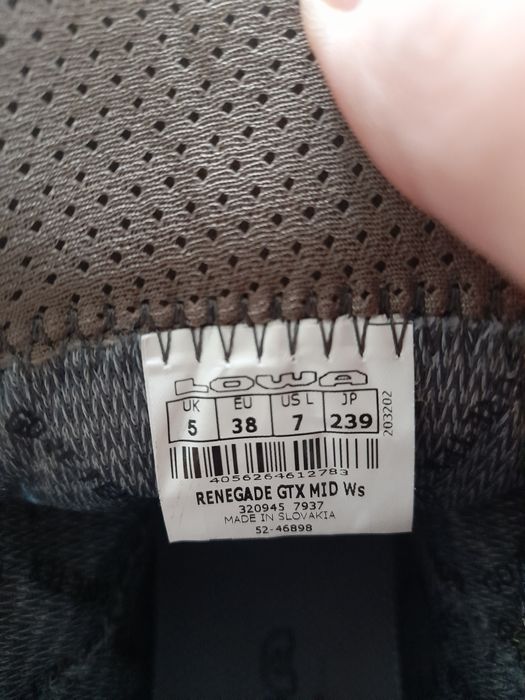 LOWA
UK EU US L JP
5 38 7 239
203202
4056264612783
RENEGADE GTX MID Ws
320945 7937
MADE IN SLOVAKIA
52-46898